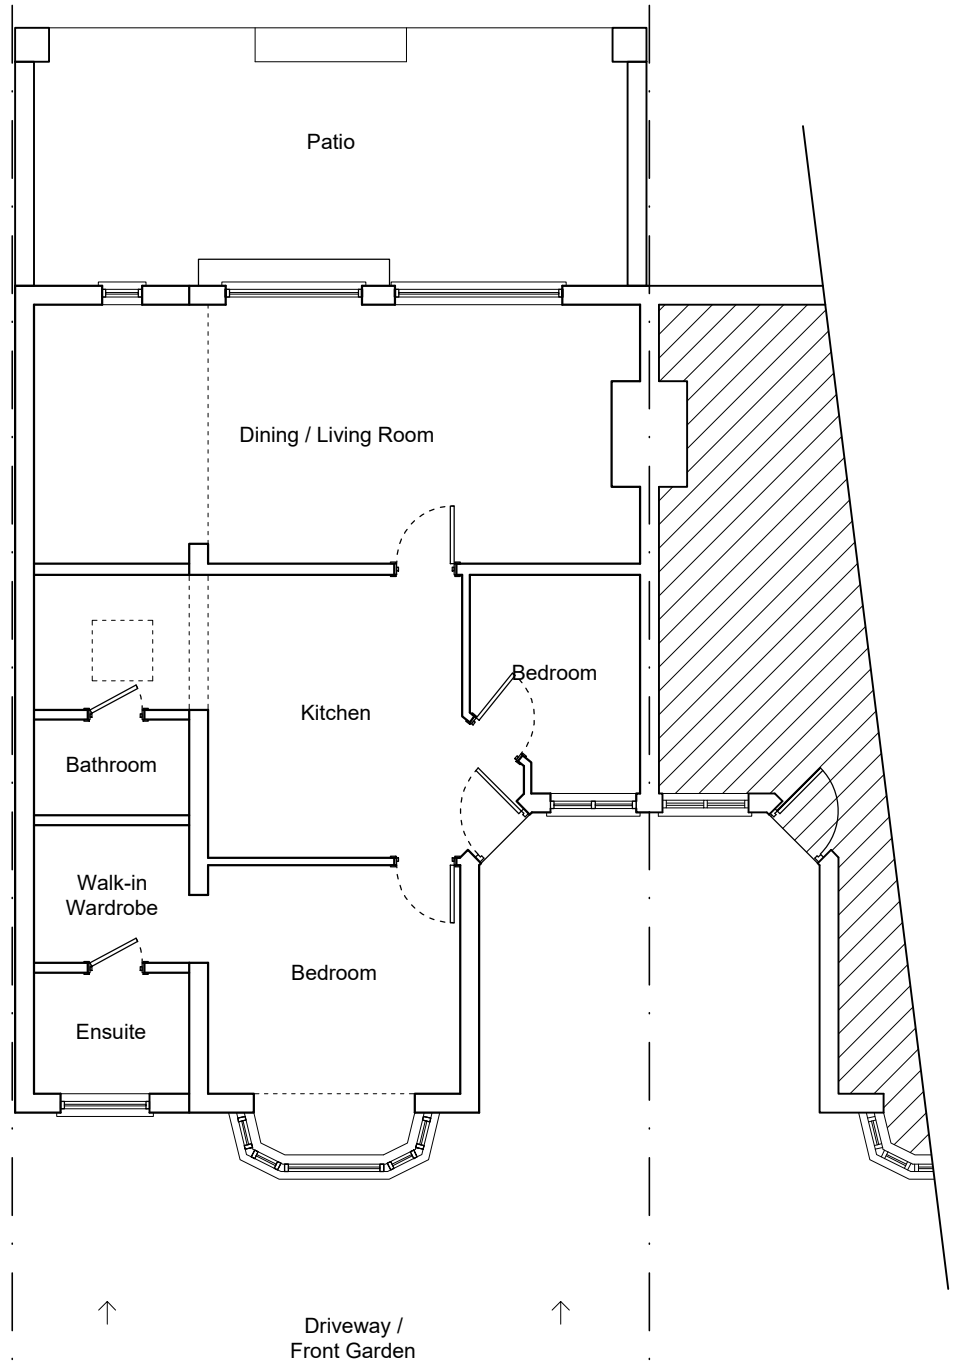 Patio
Dining / Living Room
Bedroom
Kitchen
Bathroom
Walk-in
Wardrobe
Bedroom
Ensuite
Driveway /
Front Garden